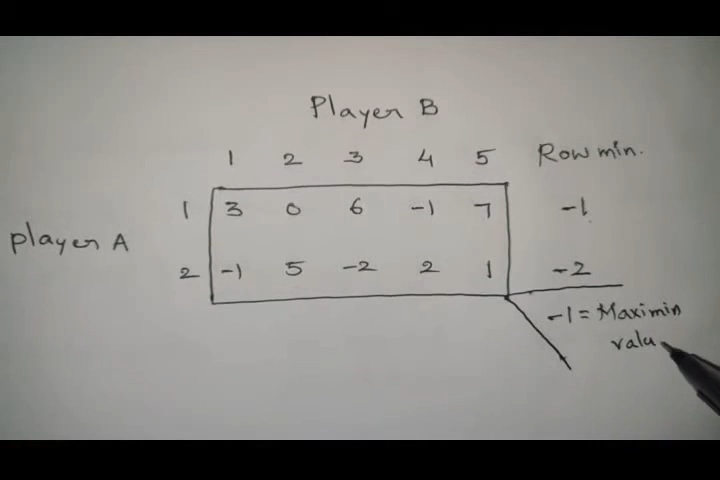 Player B
1 2 3 4 5 Row min.
1 3 0 6 -1 7 -1
player A
2 -1 5 -2 2 1 -2
-1 = Maximin
valu